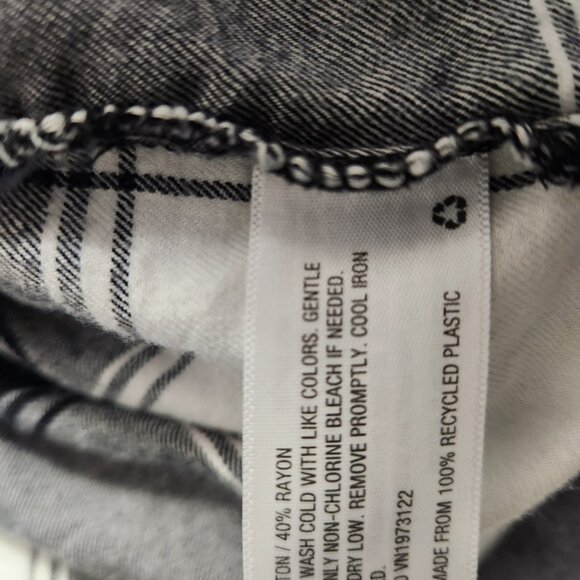 TON / 40% RAYON
WASH COLD WITH LIKE COLORS. GENTLE
ONLY NON-CHLORINE BLEACH IF NEEDED.
DRY LOW. REMOVE PROMPTLY. COOL IRON
D.
VN1973122
MADE FROM 100% RECYCLED PLASTIC